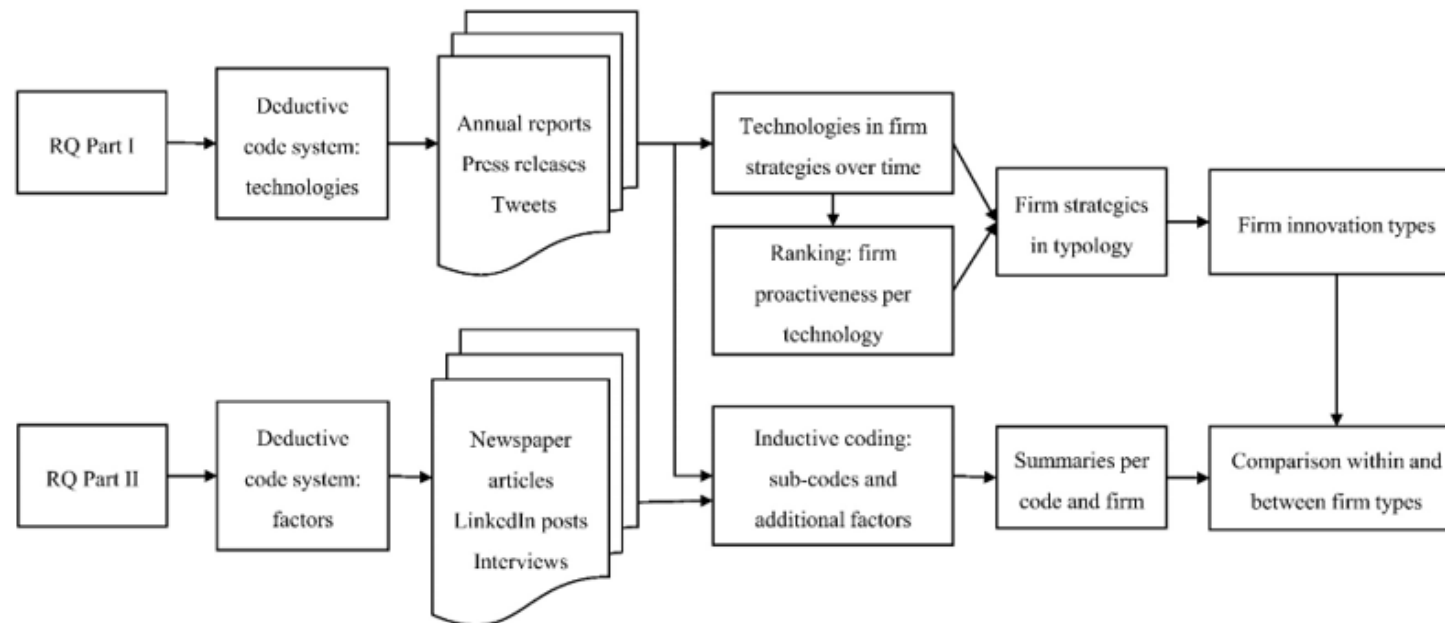 RQ Part I
Deductive
code system:
technologies
Annual reports
Press releases
Tweets
Technologies in firm
strategies over time
Ranking: firm
proactiveness per
technology
Firm strategies
in typology
Firm innovation types
RQ Part II
Deductive
code system:
factors
Newspaper
articles
LinkedIn posts
Interviews
Inductive coding:
sub-codes and
additional factors
Summaries per
code and firm
Comparison within and
between firm types